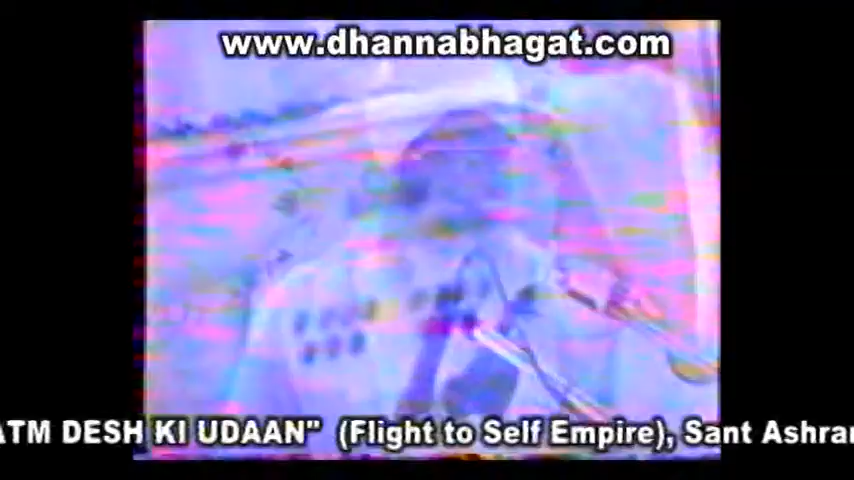 www.dhannabhagat.com
ATM DESH KI UDAAN" (Flight to Self Empire), Sant Ashra